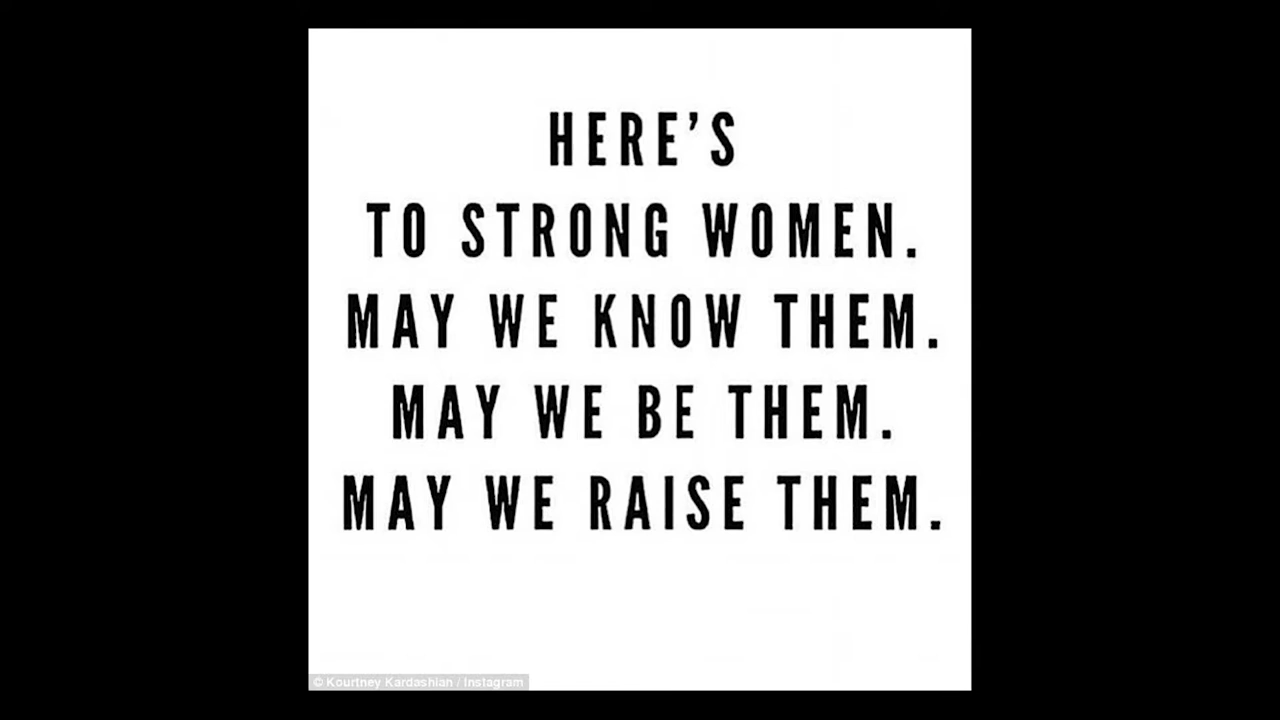 HERE'S
TO STRONG WOMEN.
MAY WE KNOW THEM.
MAY WE BE THEM.
MAY WE RAISE THEM.
© Kourtney Kardashian / Instagram